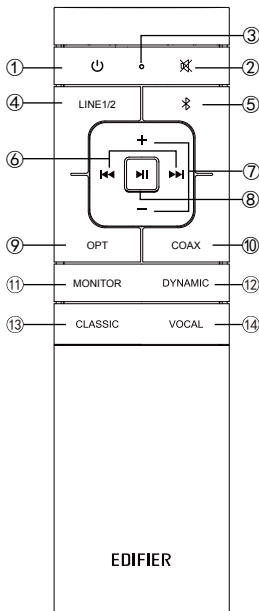 ③
① ②
④ LINE1/2 ⑤
+
⑥ ⑦
⑧
−
⑨ OPT COAX ⑩
⑪ MONITOR DYNAMIC ⑫
⑬ CLASSIC VOCAL ⑭
EDIFIER